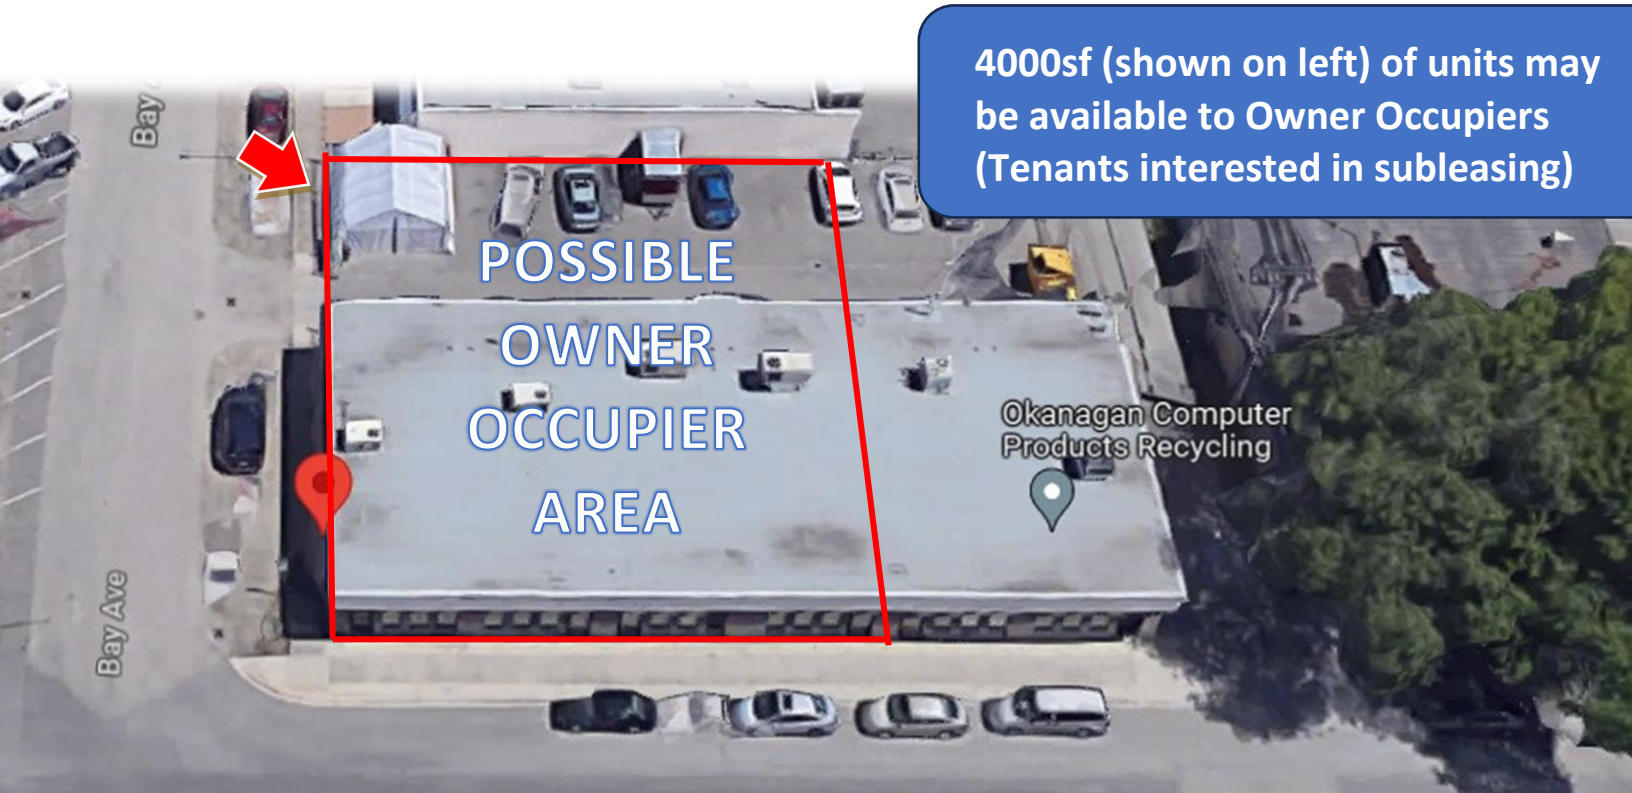 4000sf (shown on left) of units may
be available to Owner Occupiers
(Tenants interested in subleasing)
Bay
POSSIBLE
OWNER
OCCUPIER
AREA
Okanagan Computer
Products Recycling
Bay Ave